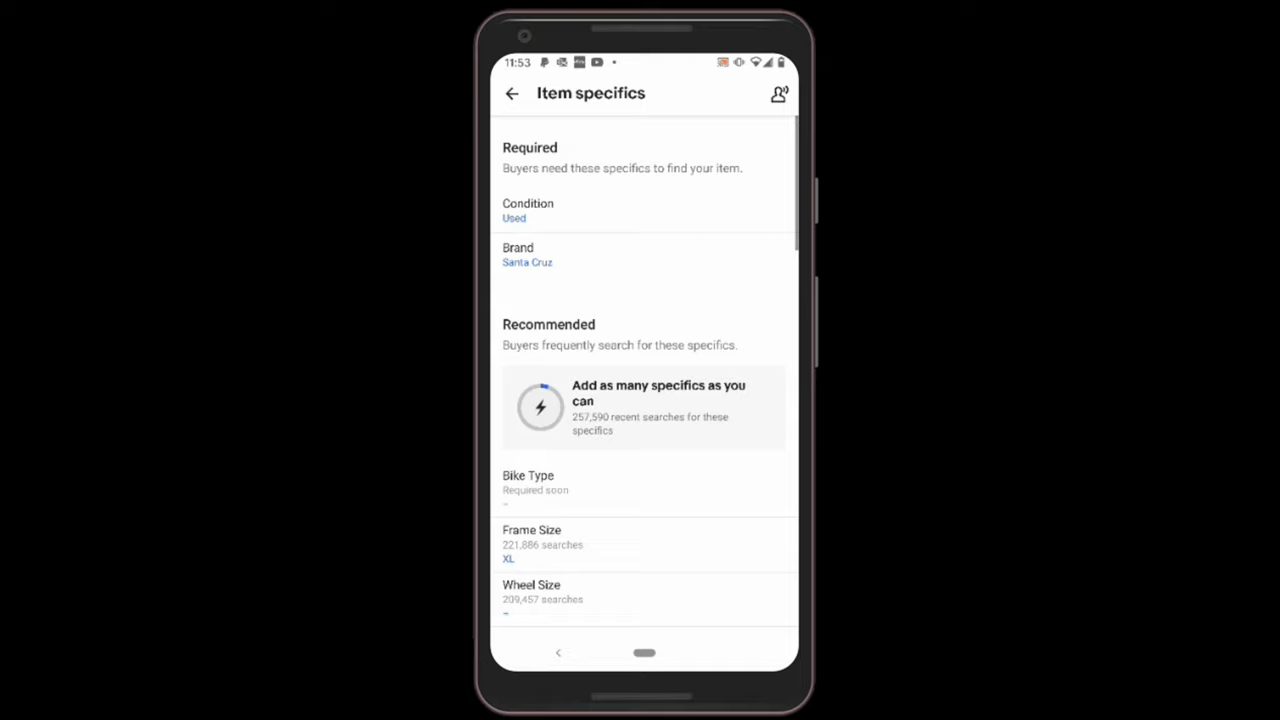 11:53
Item specifics
Required
Buyers need these specifics to find your item.
Condition
Used
Brand
Santa Cruz
Recommended
Buyers frequently search for these specifics.
Add as many specifics as you
can
257,590 recent searches for these
specifics
Bike Type
Required soon
–
Frame Size
221,886 searches
XL
Wheel Size
209,457 searches
–